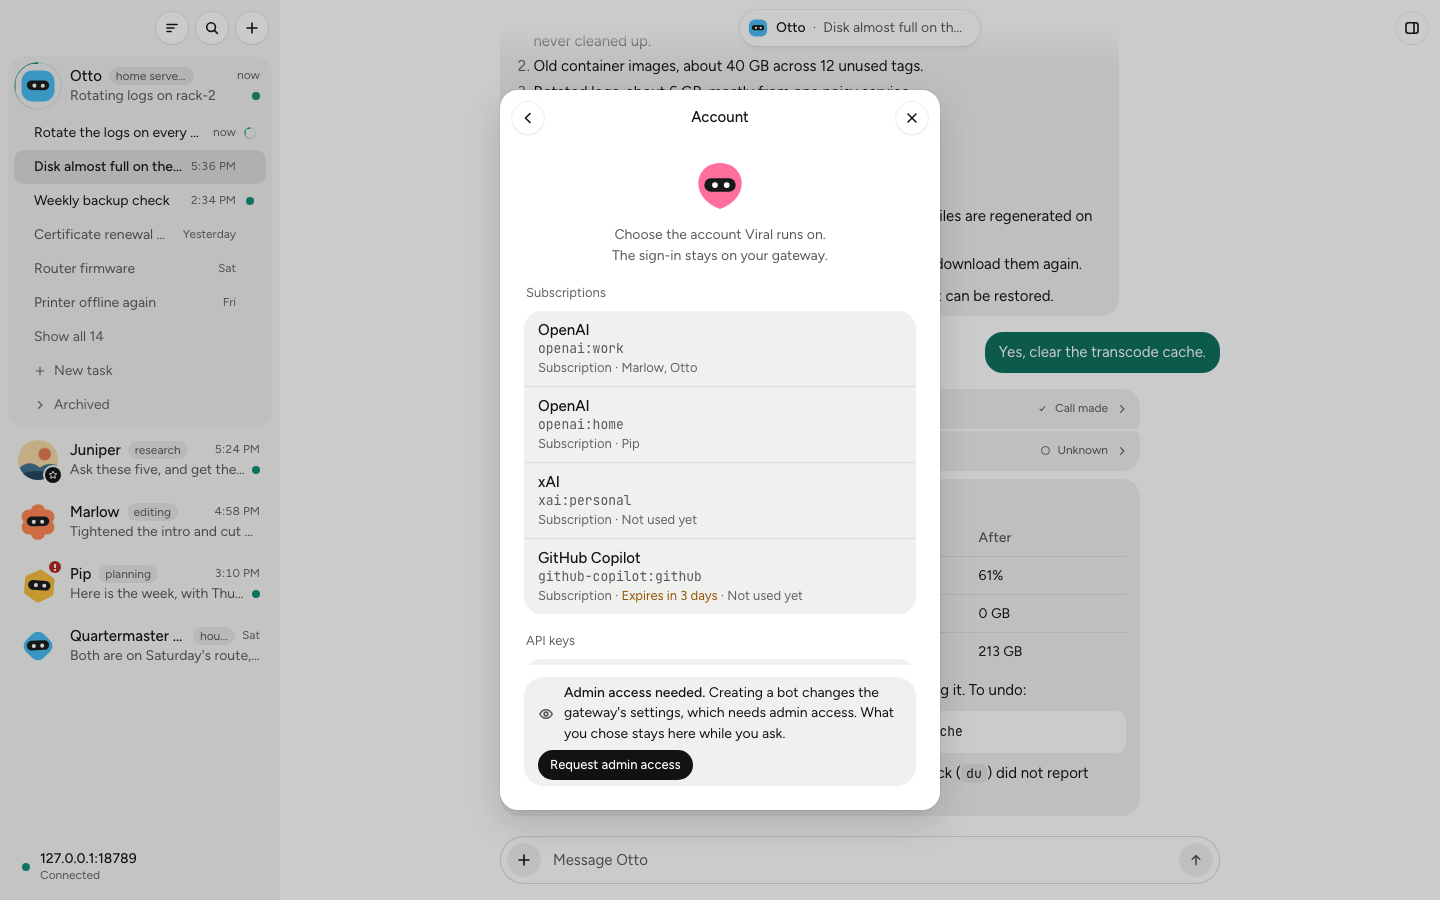 Otto home serve... now
Rotating logs on rack-2
Rotate the logs on every ... now
Disk almost full on the... 5:36 PM
Weekly backup check 2:34 PM
Certificate renewal ... Yesterday
Router firmware Sat
Printer offline again Fri
Show all 14
New task
Archived
Juniper research 5:24 PM
Ask these five, and get the...
Marlow editing 4:58 PM
Tightened the intro and cut ...
Pip planning 3:10 PM
Here is the week, with Thu...
Quartermaster ... hou... Sat
Both are on Saturday's route,...
127.0.0.1:18789
Connected
Otto · Disk almost full on th...
never cleaned up.
2. Old container images, about 40 GB across 12 unused tags.
Account
Choose the account Viral runs on.
The sign-in stays on your gateway.
Subscriptions
OpenAI
openai:work
Subscription · Marlow, Otto
OpenAI
openai:home
Subscription · Pip
xAI
xai:personal
Subscription · Not used yet
GitHub Copilot
github-copilot:github
Subscription · Expires in 3 days · Not used yet
API keys
Admin access needed. Creating a bot changes the
gateway's settings, which needs admin access. What
you chose stays here while you ask.
Request admin access
are regenerated on
download them again.
can be restored.
Yes, clear the transcode cache.
Call made
Unknown
After
61%
0 GB
213 GB
it. To undo:
(du) did not report
Message Otto